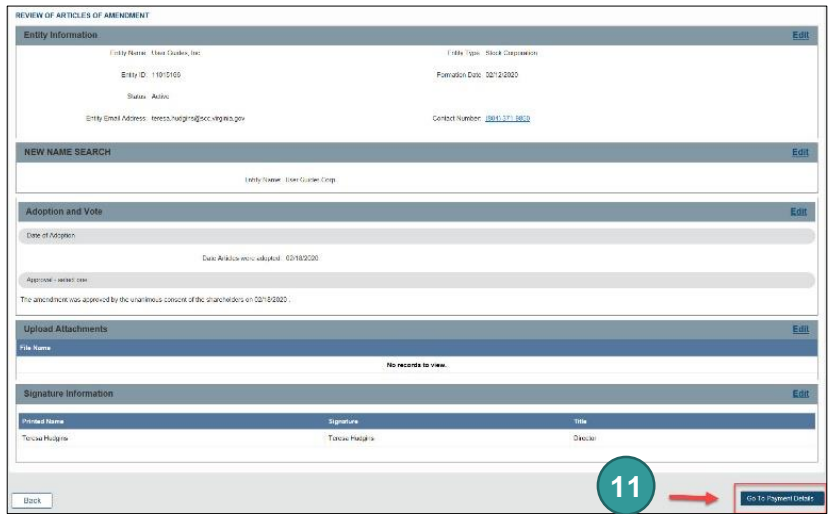 REVIEW OF ARTICLES OF AMENDMENT
Entity Information Edit
Entity Name: User Guides, Inc. Entity Type: Stock Corporation
Entity ID: 11015166 Formation Date: 02/12/2020
Status: Active
Entity Email Address: teresa.hudgins@scc.virginia.gov Contact Number:
NEW NAME SEARCH Edit
Entity Name: User Guides Corp.
Adoption and Vote Edit
Date of Adoption
Date Articles were adopted: 02/18/2020
Approval - select one
The amendment was approved by the unanimous consent of the shareholders on 02/18/2020 .
Upload Attachments Edit
File Name
No records to view.
Signature Information Edit
Printed Name Signature Title
Teresa Hudgins Teresa Hudgins Director
11
Back Go To Payment Details